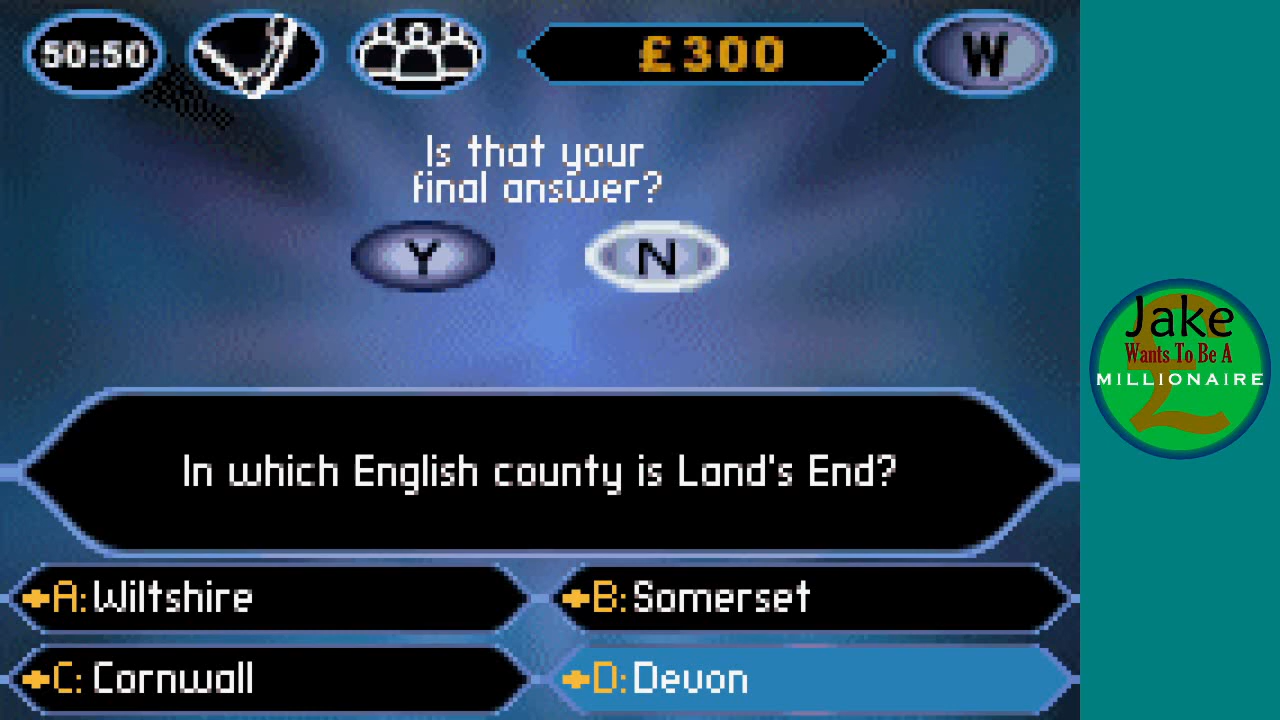 50:50
£300
W
Is that your
final answer?
Y
N
Jake
Wants To Be A
MILLIONAIRE
In which English county is Land's End?
A: Wiltshire
B: Somerset
C: Cornwall
D: Devon